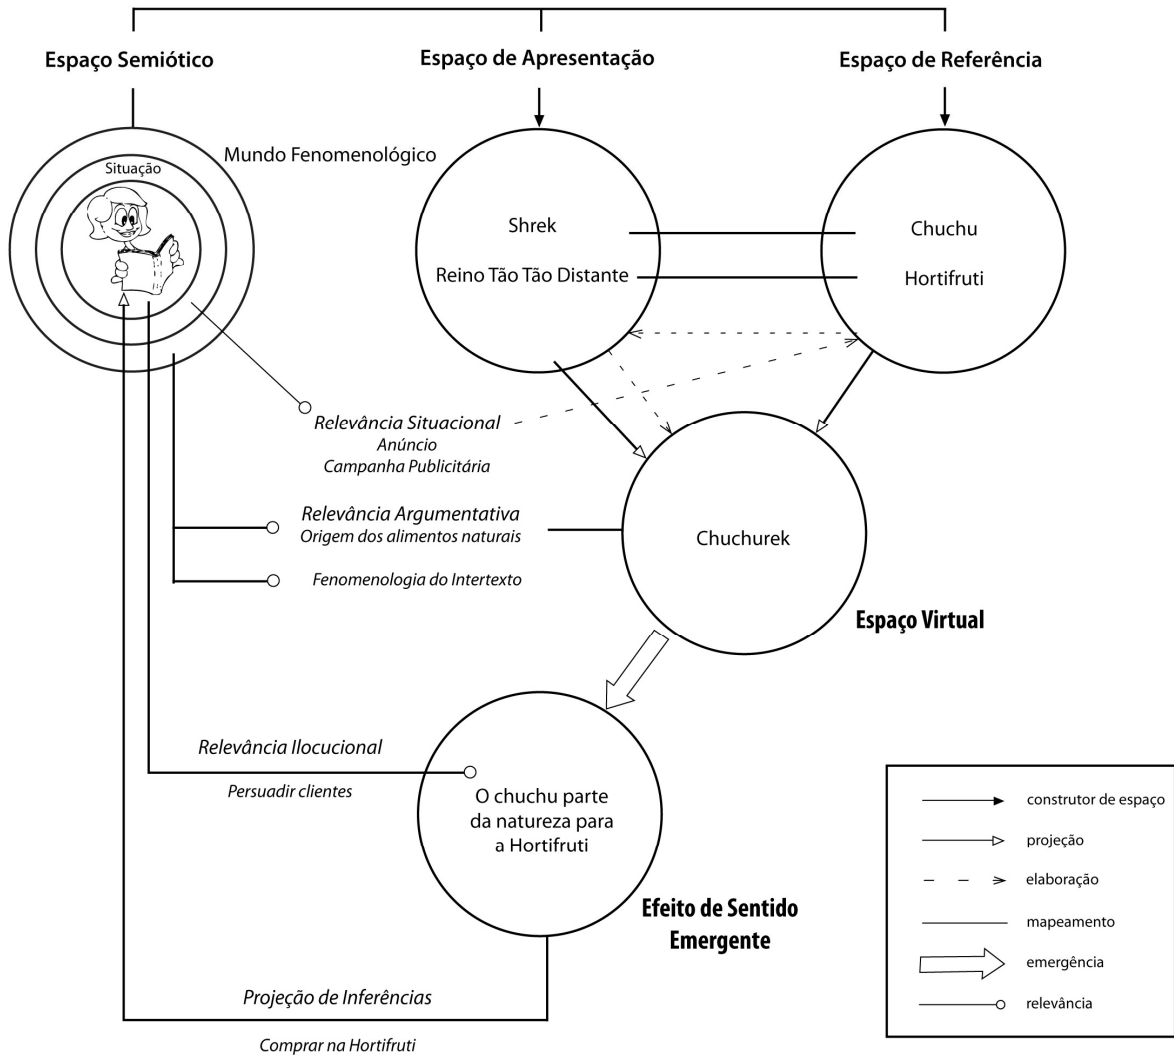 Espaço Semiótico
Espaço de Apresentação
Espaço de Referência
Mundo Fenomenológico
Situação
Shrek
Reino Tão Tão Distante
Chuchu
Hortifruti
Relevância Situacional
Anúncio
Campanha Publicitária
Relevância Argumentativa
Origem dos alimentos naturais
Fenomenologia do Intertexto
Chuchurek
Espaço Virtual
Relevância Ilocucional
Persuadir clientes
O chuchu parte
da natureza para
a Hortifruti
Efeito de Sentido
Emergente
Projeção de Inferências
Comprar na Hortifruti
construtor de espaço
projeção
elaboração
mapeamento
emergência
relevância